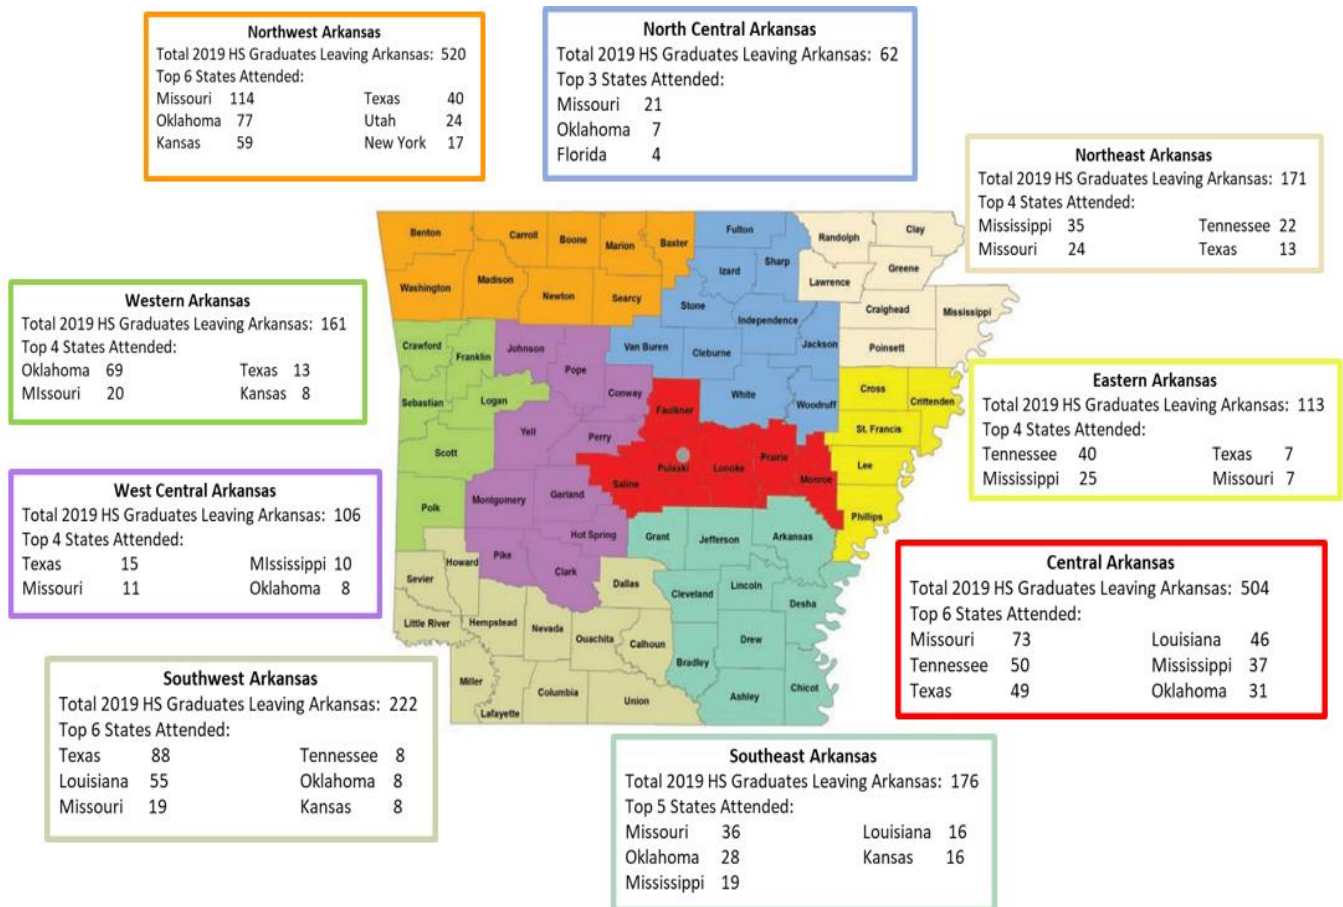 Northwest Arkansas
Total 2019 HS Graduates Leaving Arkansas: 520
Top 6 States Attended:
Missouri 114 Texas 40
Oklahoma 77 Utah 24
Kansas 59 New York 17
North Central Arkansas
Total 2019 HS Graduates Leaving Arkansas: 62
Top 3 States Attended:
Missouri 21
Oklahoma 7
Florida 4
Northeast Arkansas
Total 2019 HS Graduates Leaving Arkansas: 171
Top 4 States Attended:
Mississippi 35 Tennessee 22
Missouri 24 Texas 13
Western Arkansas
Total 2019 HS Graduates Leaving Arkansas: 161
Top 4 States Attended:
Oklahoma 69 Texas 13
MIssouri 20 Kansas 8
Eastern Arkansas
Total 2019 HS Graduates Leaving Arkansas: 113
Top 4 States Attended:
Tennessee 40 Texas 7
Mississippi 25 Missouri 7
West Central Arkansas
Total 2019 HS Graduates Leaving Arkansas: 106
Top 4 States Attended:
Texas 15 MIssissippi 10
Missouri 11 Oklahoma 8
Central Arkansas
Total 2019 HS Graduates Leaving Arkansas: 504
Top 6 States Attended:
Missouri 73 Louisiana 46
Tennessee 50 Mississippi 37
Texas 49 Oklahoma 31
Southwest Arkansas
Total 2019 HS Graduates Leaving Arkansas: 222
Top 6 States Attended:
Texas 88 Tennessee 8
Louisiana 55 Oklahoma 8
Missouri 19 Kansas 8
Southeast Arkansas
Total 2019 HS Graduates Leaving Arkansas: 176
Top 5 States Attended:
Missouri 36 Louisiana 16
Oklahoma 28 Kansas 16
Mississippi 19
Benton
Carroll
Boone
Marion
Baxter
Fulton
Randolph
Clay
Washington
Madison
Newton
Searcy
Izard
Sharp
Lawrence
Greene
Stone
Independence
Craighead
Mississippi
Crawford
Franklin
Johnson
Pope
Van Buren
Cleburne
Jackson
Poinsett
Sebastian
Logan
Conway
Faulkner
White
Woodruff
Cross
Crittenden
Scott
Yell
Perry
Pulaski
Lonoke
Prairie
St. Francis
Lee
Saline
Monroe
Polk
Montgomery
Garland
Hot Spring
Grant
Jefferson
Arkansas
Phillips
Sevier
Howard
Pike
Clark
Dallas
Cleveland
Lincoln
Desha
Little River
Hempstead
Nevada
Ouachita
Calhoun
Drew
Bradley
Miller
Lafayette
Columbia
Union
Ashley
Chicot